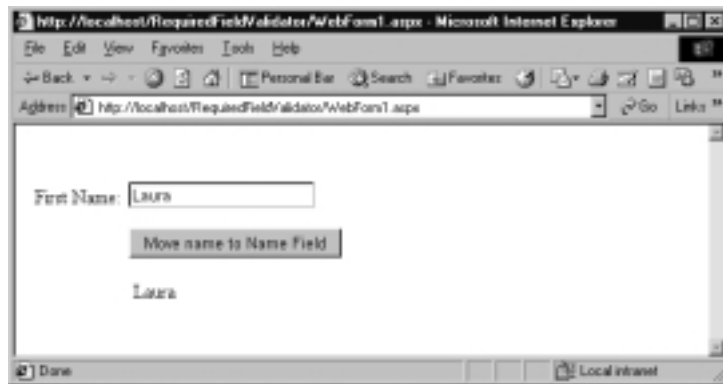 http://localhost/RequiredFieldValidator/WebForm1.aspx - Microsoft Internet Explorer
File Edit View Favorites Tools Help
Back Personal Bar Search Favorites
Address http://localhost/RequiredFieldValidator/WebForm1.aspx Go Links
First Name: Laura
Move name to Name Field
Laura
Done Local intranet